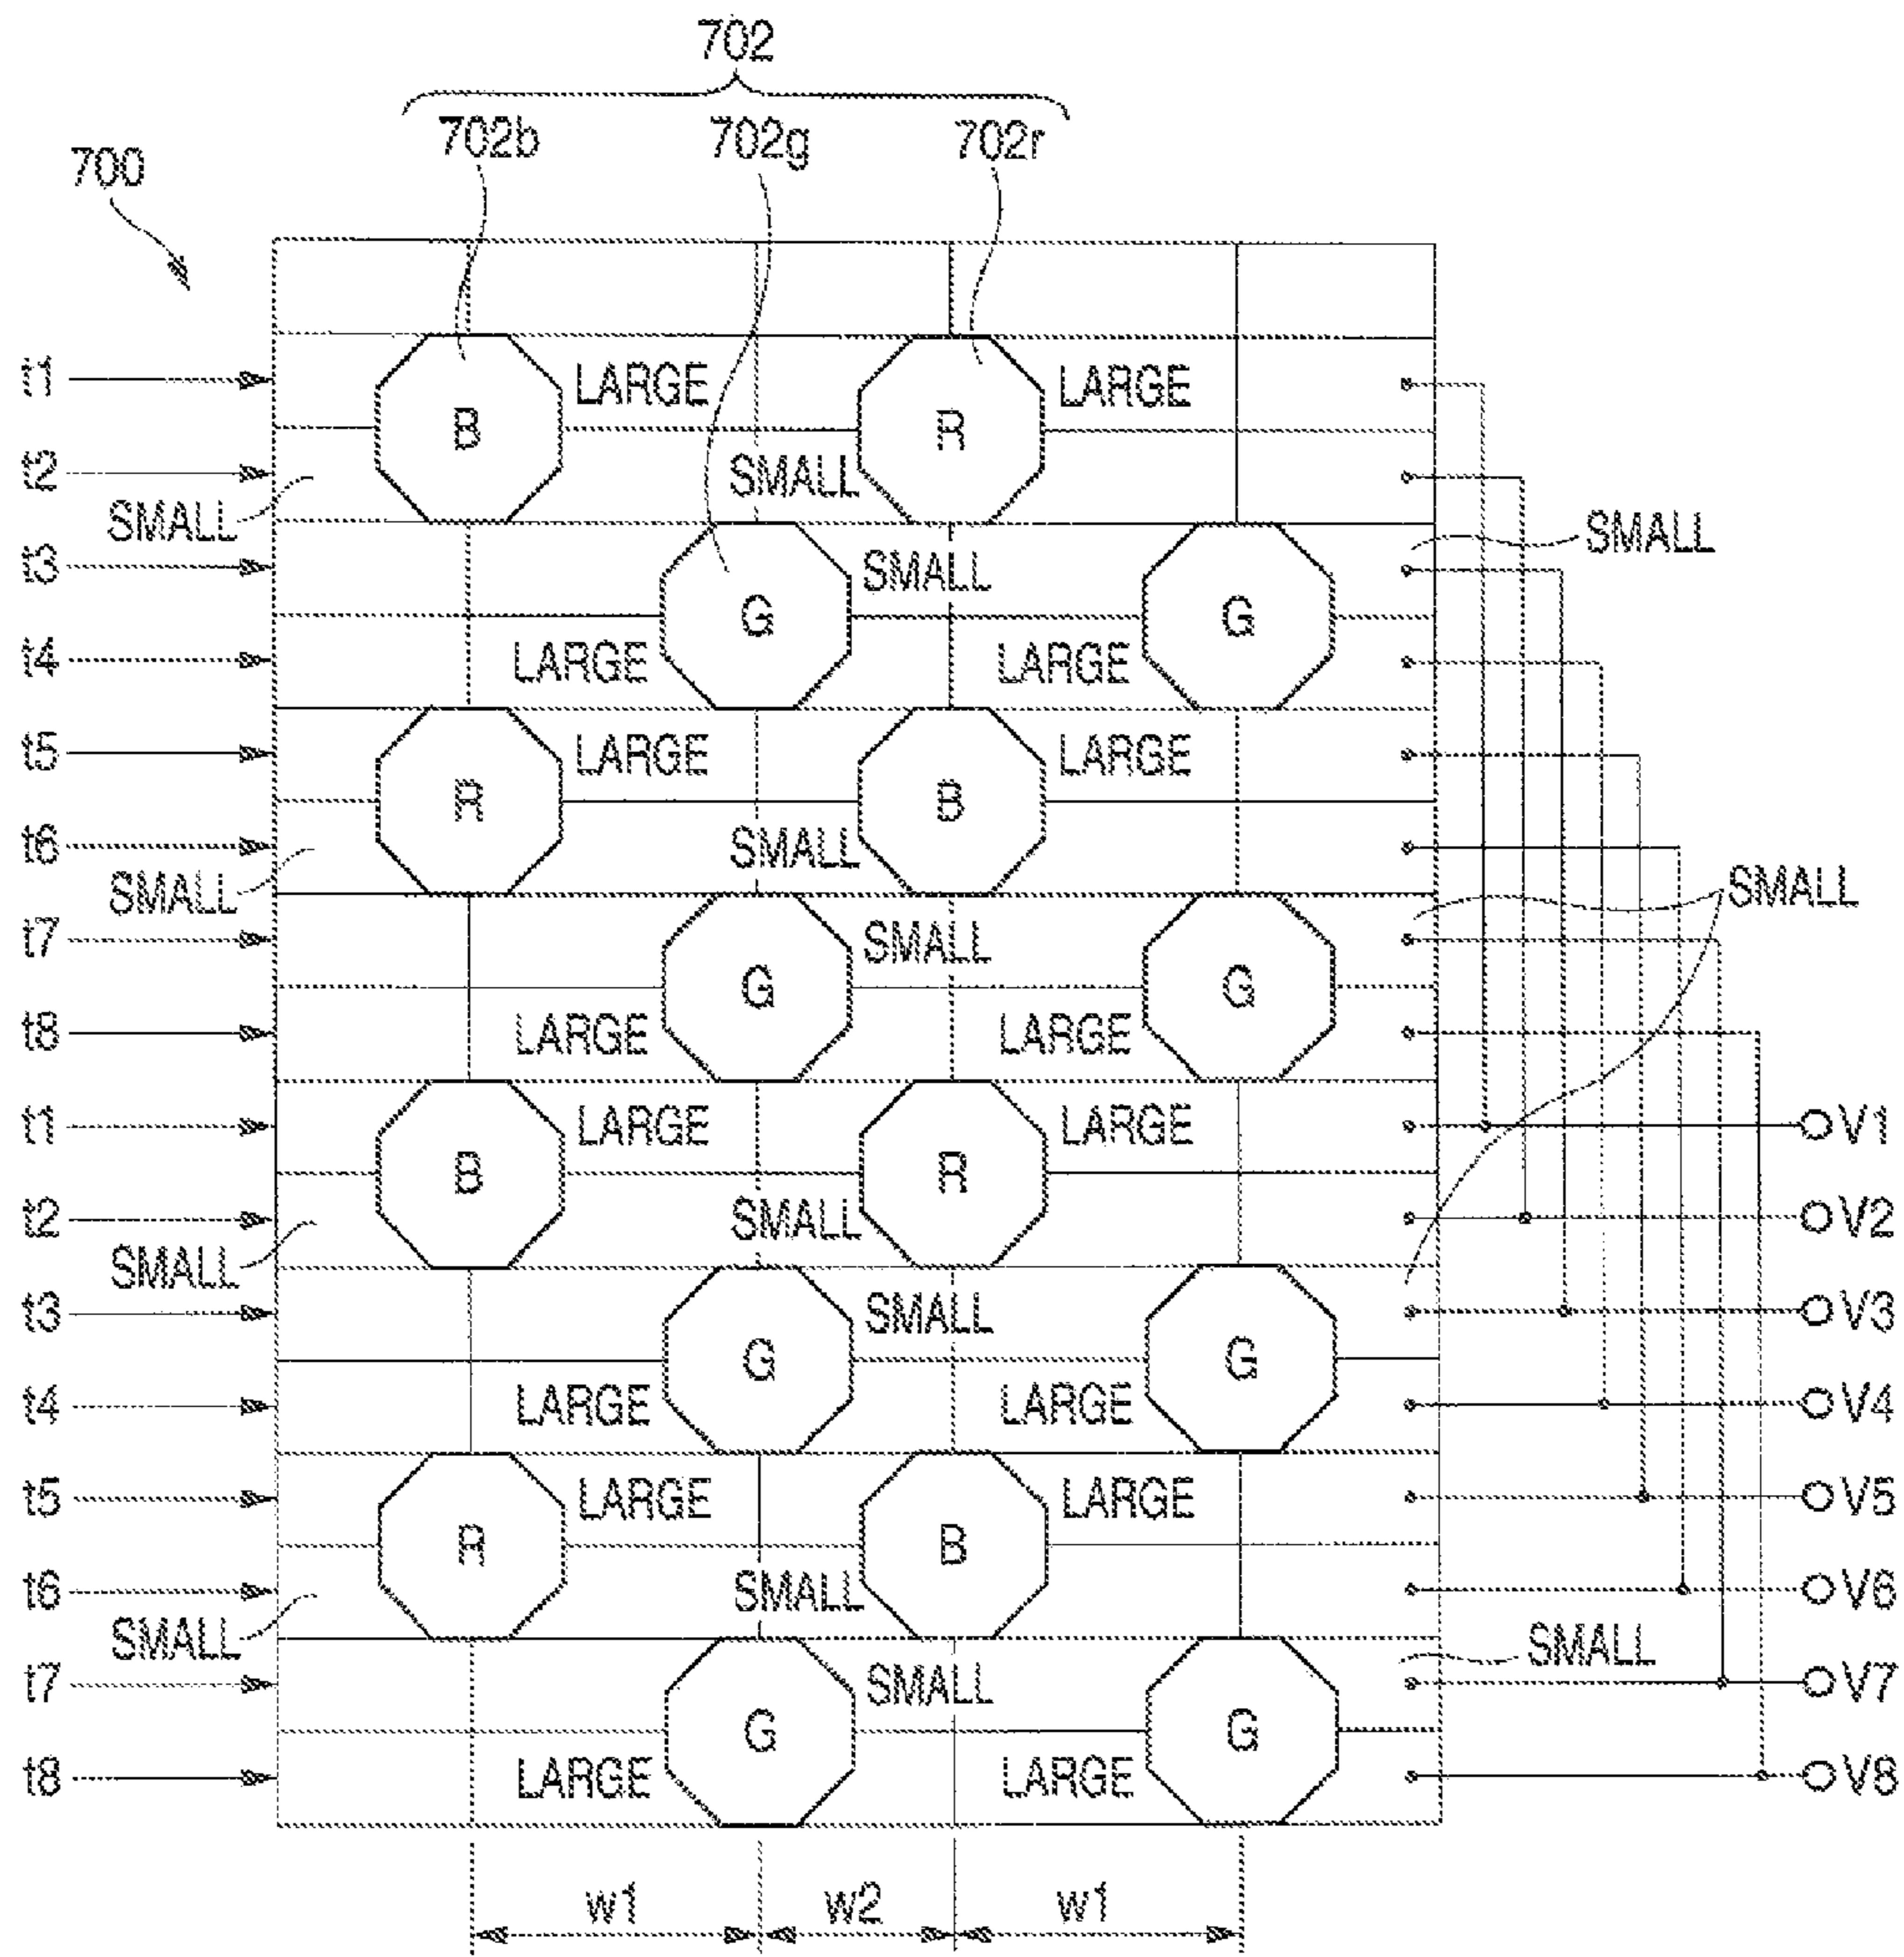 702
702b 702g 702r
700
t1 LARGE LARGE
B R
t2 SMALL
SMALL SMALL
t3 SMALL
G G
t4 LARGE LARGE
t5 LARGE LARGE
R B
t6 SMALL
SMALL SMALL
t7 SMALL
G G
t8 LARGE LARGE
t1 LARGE LARGE V1
B R
t2 SMALL V2
SMALL
t3 SMALL V3
G G
t4 LARGE LARGE V4
t5 LARGE LARGE V5
R B
t6 SMALL V6
SMALL SMALL
t7 SMALL V7
G G
t8 LARGE LARGE V8
w1 w2 w1